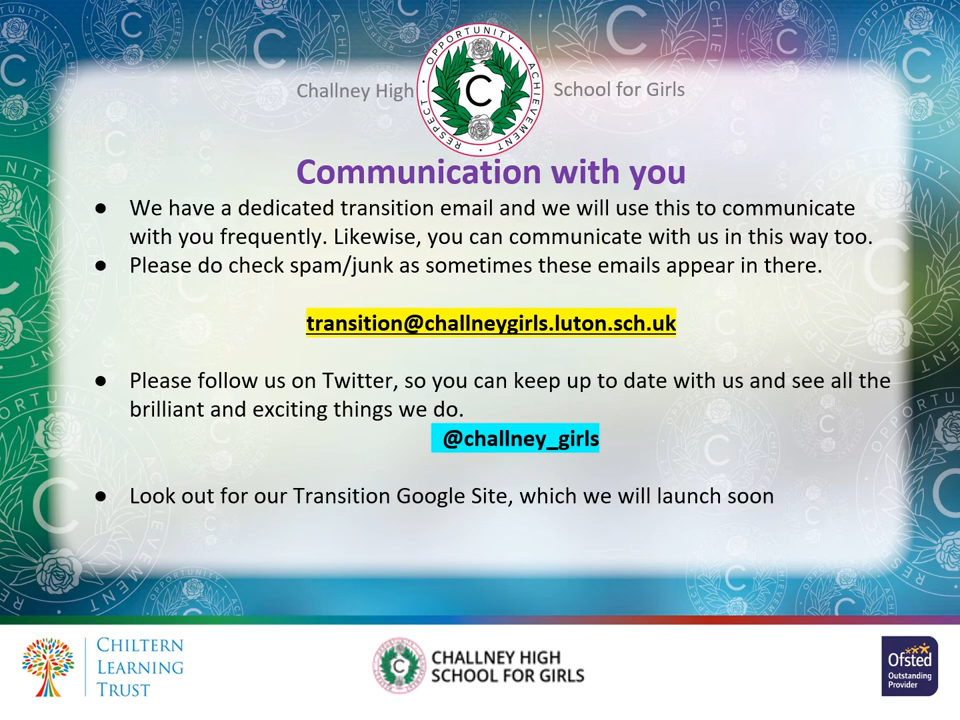 Challney High
School for Girls
OPPORTUNITY · ACHIEVEMENT · RESPECT ·
C
Communication with you
● We have a dedicated transition email and we will use this to communicate
with you frequently. Likewise, you can communicate with us in this way too.
● Please do check spam/junk as sometimes these emails appear in there.
transition@challneygirls.luton.sch.uk
● Please follow us on Twitter, so you can keep up to date with us and see all the
brilliant and exciting things we do.
@challney_girls
● Look out for our Transition Google Site, which we will launch soon
CHILTERN
LEARNING
TRUST
C
CHALLNEY HIGH
SCHOOL FOR GIRLS
Ofsted
Outstanding
Provider